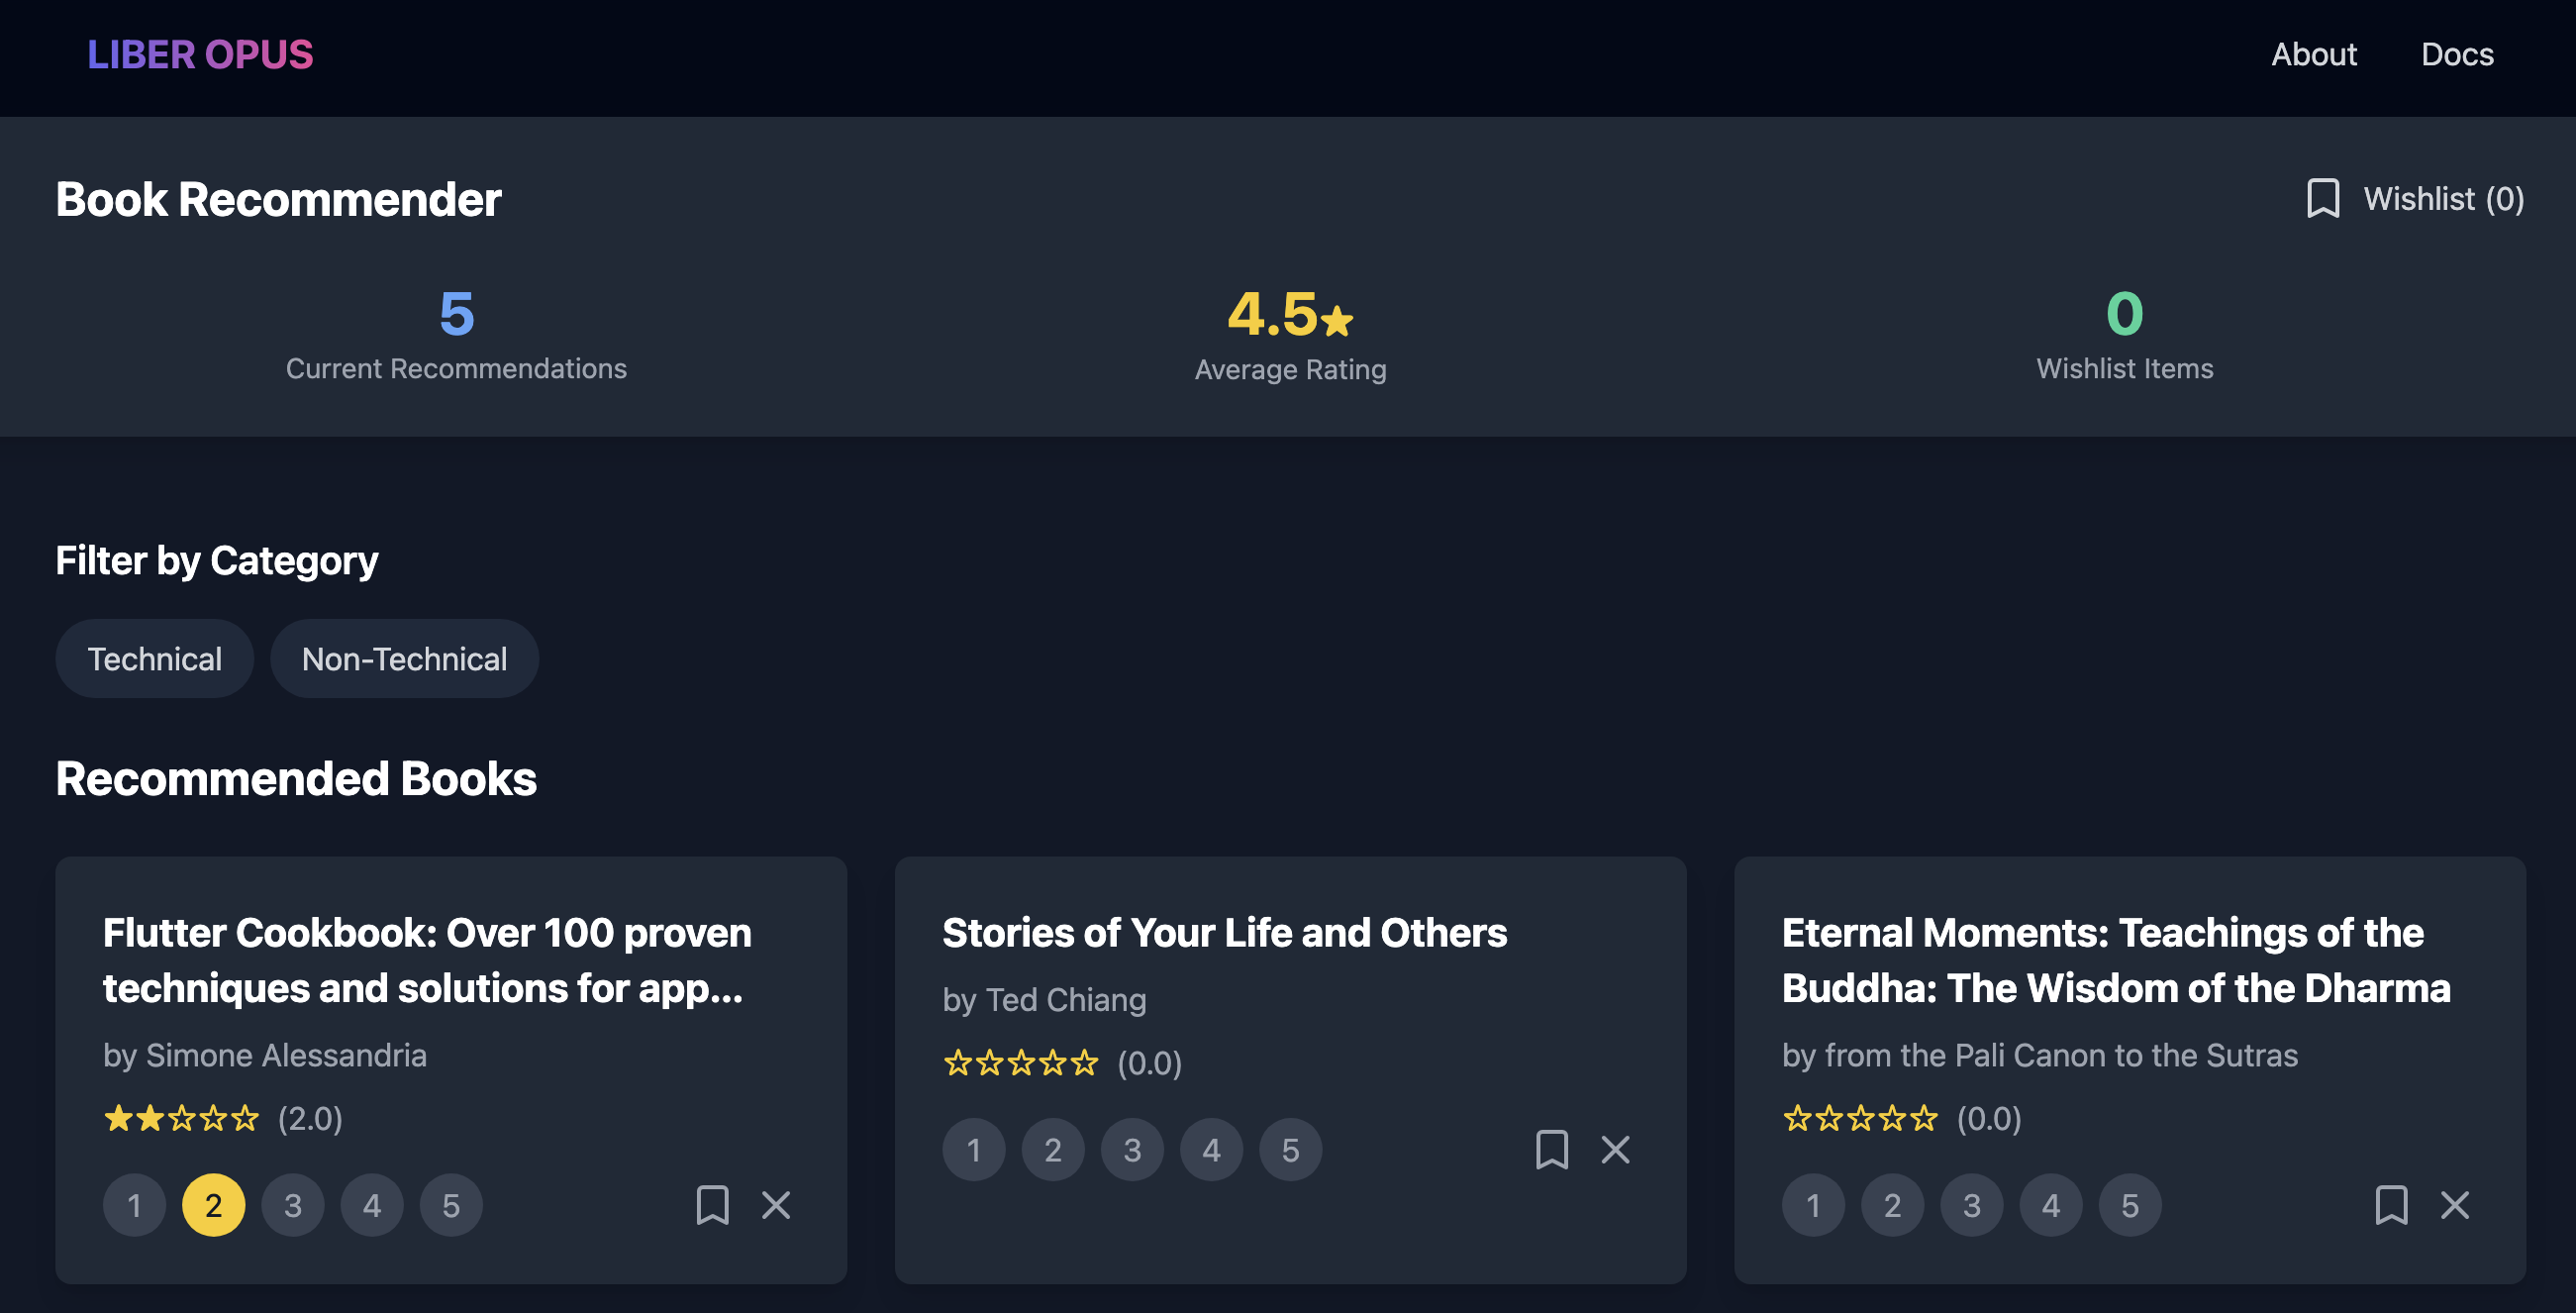 LIBER OPUS
About
Docs
Book Recommender
Wishlist (0)
5
Current Recommendations
4.5★
Average Rating
0
Wishlist Items
Filter by Category
Technical
Non-Technical
Recommended Books
Flutter Cookbook: Over 100 proven
techniques and solutions for app...
by Simone Alessandria
★★☆☆☆ (2.0)
1 2 3 4 5
Stories of Your Life and Others
by Ted Chiang
☆☆☆☆☆ (0.0)
1 2 3 4 5
Eternal Moments: Teachings of the
Buddha: The Wisdom of the Dharma
by from the Pali Canon to the Sutras
☆☆☆☆☆ (0.0)
1 2 3 4 5